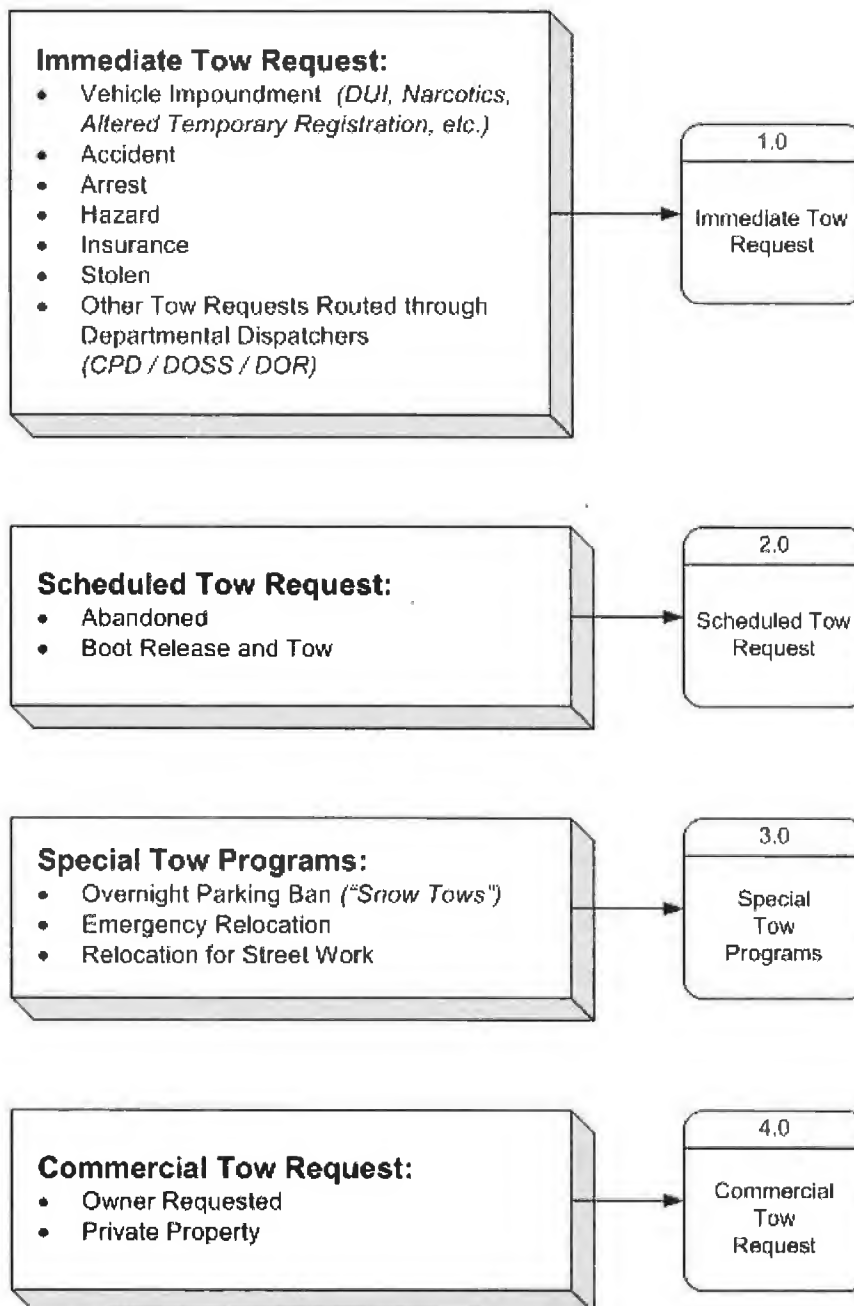 Immediate Tow Request:
• Vehicle Impoundment (DUI, Narcotics,
Altered Temporary Registration, etc.)
• Accident
• Arrest
• Hazard
• Insurance
• Stolen
• Other Tow Requests Routed through
Departmental Dispatchers
(CPD / DOSS / DOR)
1.0
Immediate Tow
Request
Scheduled Tow Request:
• Abandoned
• Boot Release and Tow
2.0
Scheduled Tow
Request
Special Tow Programs:
• Overnight Parking Ban ("Snow Tows")
• Emergency Relocation
• Relocation for Street Work
3.0
Special
Tow
Programs
Commercial Tow Request:
• Owner Requested
• Private Property
4.0
Commercial
Tow
Request